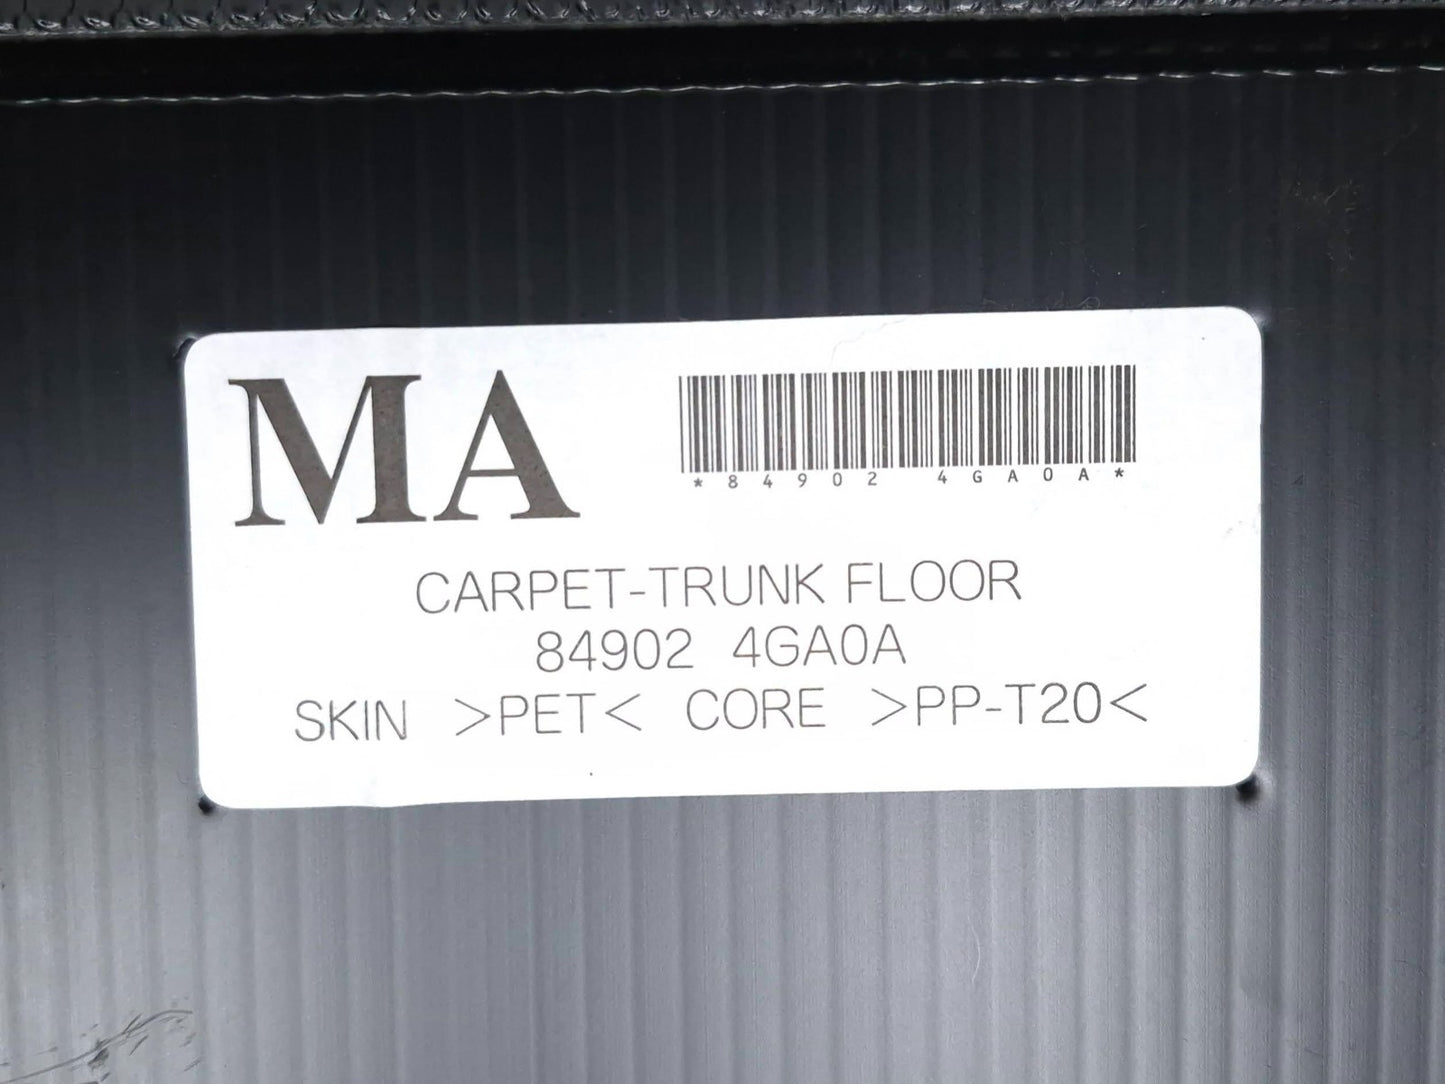 MA
*84902 4GA0A*
CARPET-TRUNK FLOOR
84902 4GA0A
SKIN >PET< CORE >PP-T20<